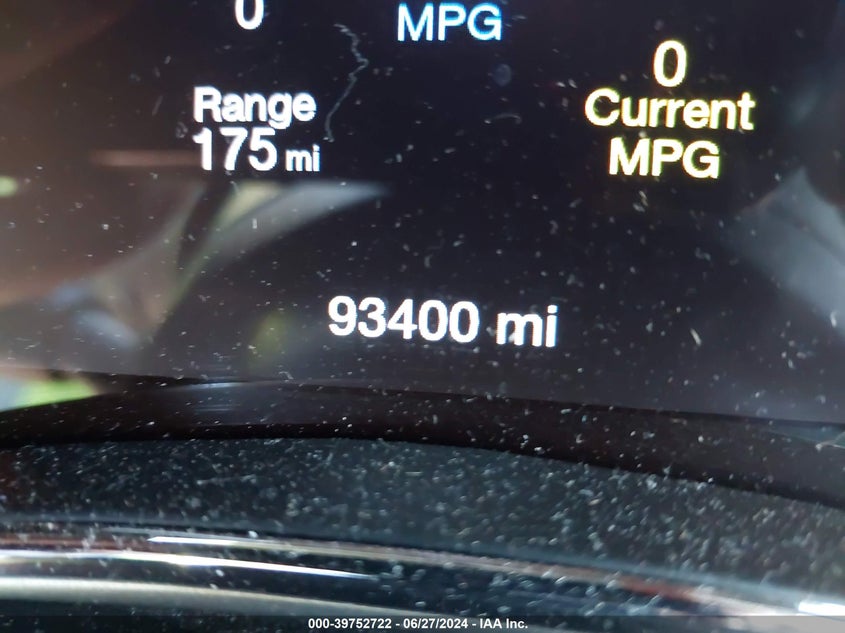 0
MPG
0
Range
Current
175 mi
MPG
93400 mi
000-39752722 - 06/27/2024 - IAA Inc.